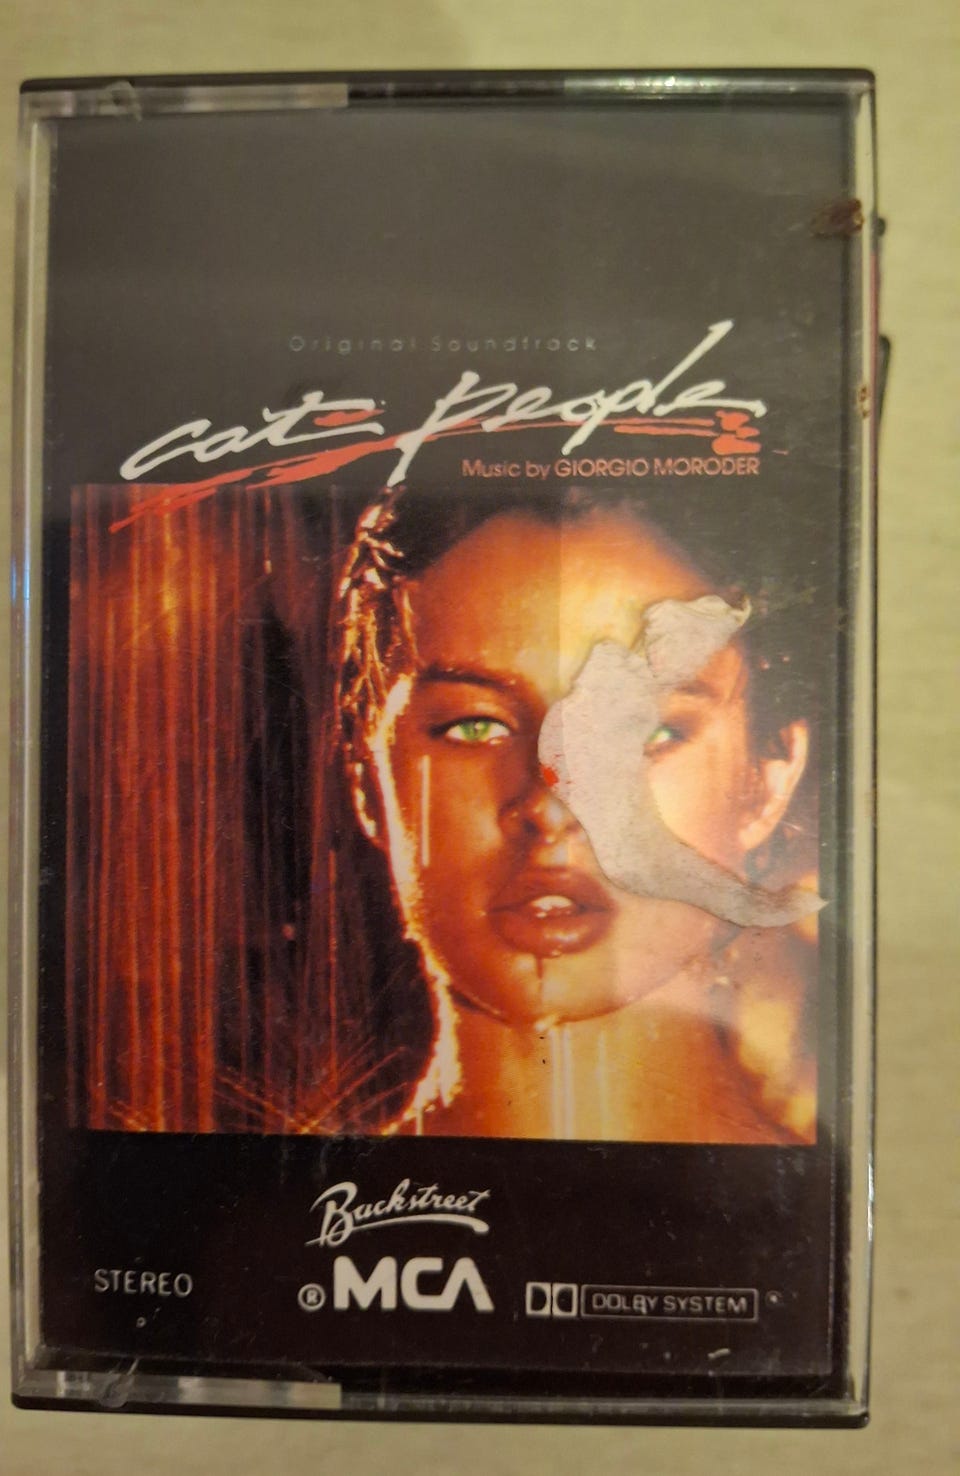 Original Soundtrack
cat people
Music by GIORGIO MORODER
Backstreet
® MCA
STEREO
DOLBY SYSTEM